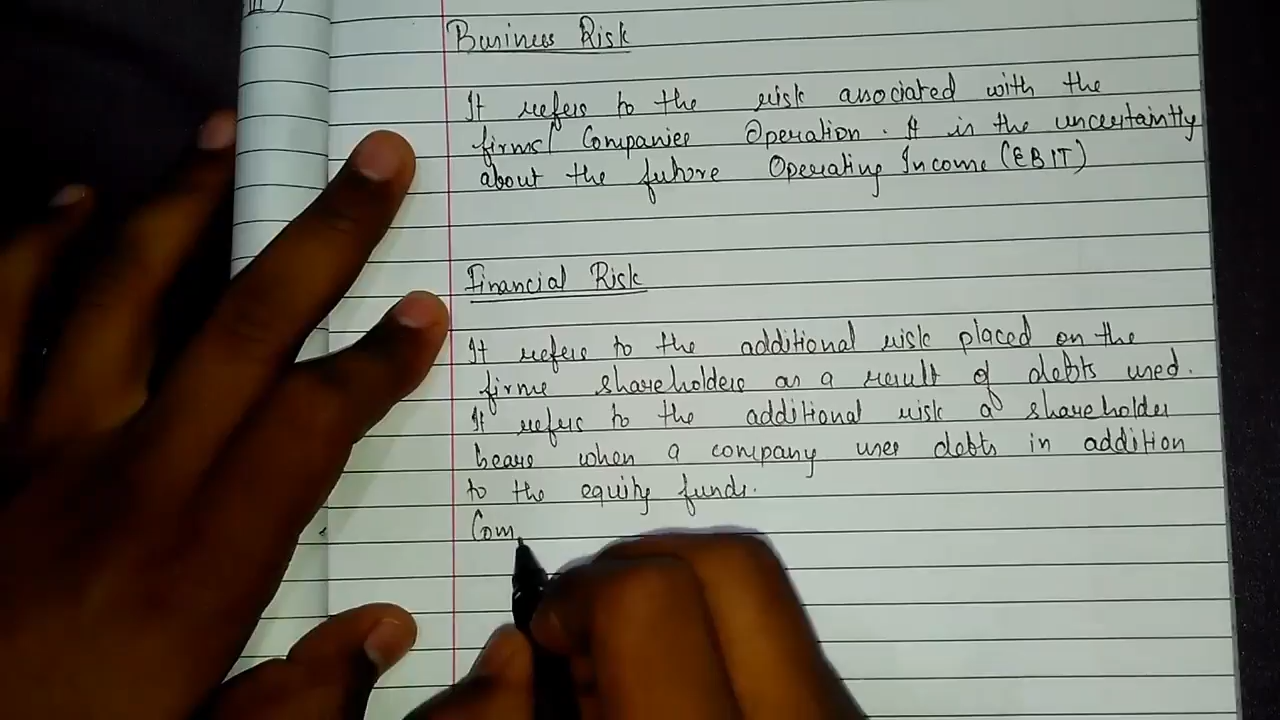 Business Risk
It refers to the risk associated with the
firms/ Companies Operation. It is the uncertaintly
about the future Operating Income (EBIT)
Financial Risk
It refers to the additional risk placed on the
firms shareholders as a result of debts used.
It refers to the additional risk a shareholder
bears when a company uses debts in addition
to the equity funds.
Com